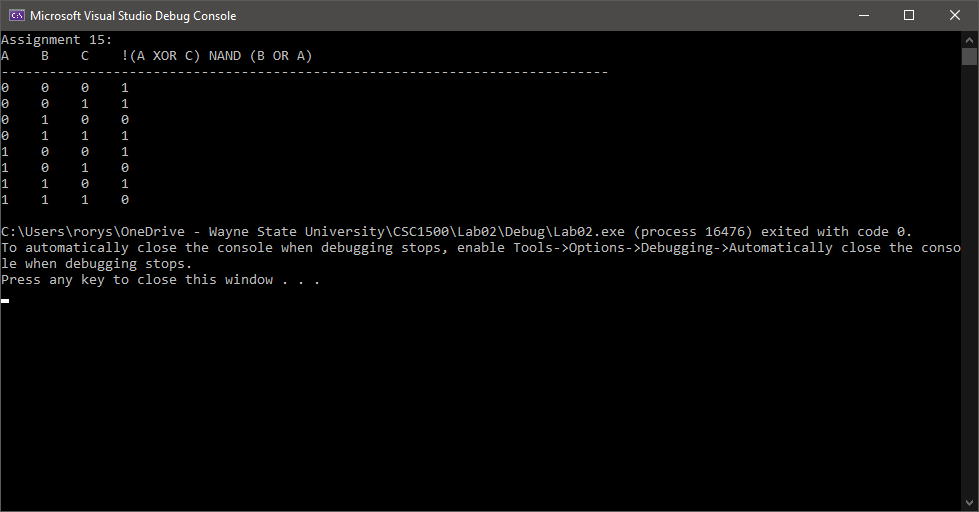 Microsoft Visual Studio Debug Console
Assignment 15:
A    B    C    !(A XOR C) NAND (B OR A)
----------------------------------------------------------------------------
0    0    0    1
0    0    1    1
0    1    0    0
0    1    1    1
1    0    0    1
1    0    1    0
1    1    0    1
1    1    1    0
C:\Users\rorys\OneDrive - Wayne State University\CSC1500\Lab02\Debug\Lab02.exe (process 16476) exited with code 0.
To automatically close the console when debugging stops, enable Tools->Options->Debugging->Automatically close the conso
le when debugging stops.
Press any key to close this window . . .